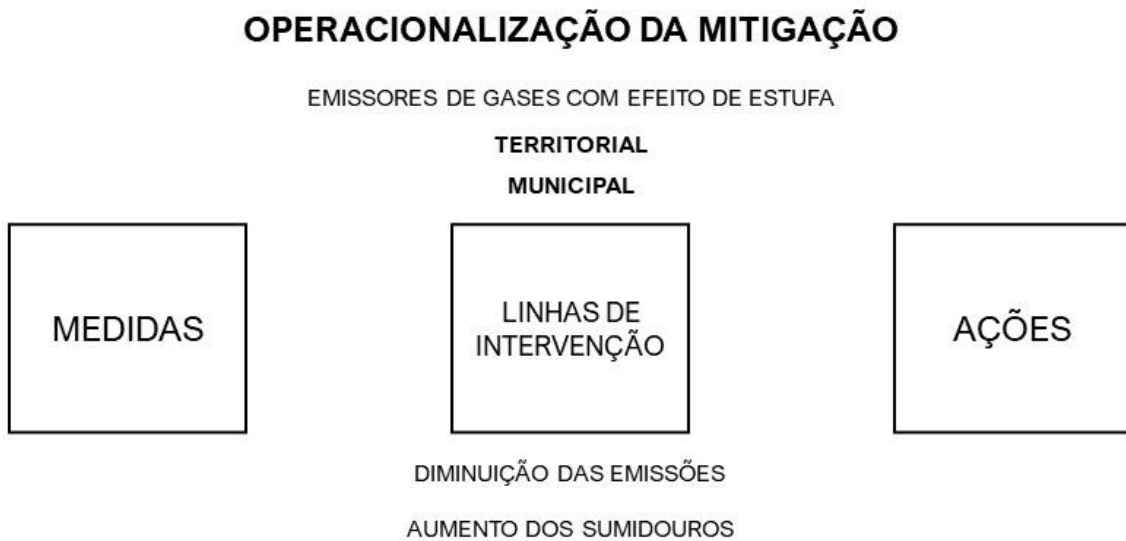 OPERACIONALIZAÇÃO DA MITIGAÇÃO
EMISSORES DE GASES COM EFEITO DE ESTUFA
TERRITORIAL
MUNICIPAL
MEDIDAS
LINHAS DE
INTERVENÇÃO
AÇÕES
DIMINUIÇÃO DAS EMISSÕES
AUMENTO DOS SUMIDOUROS